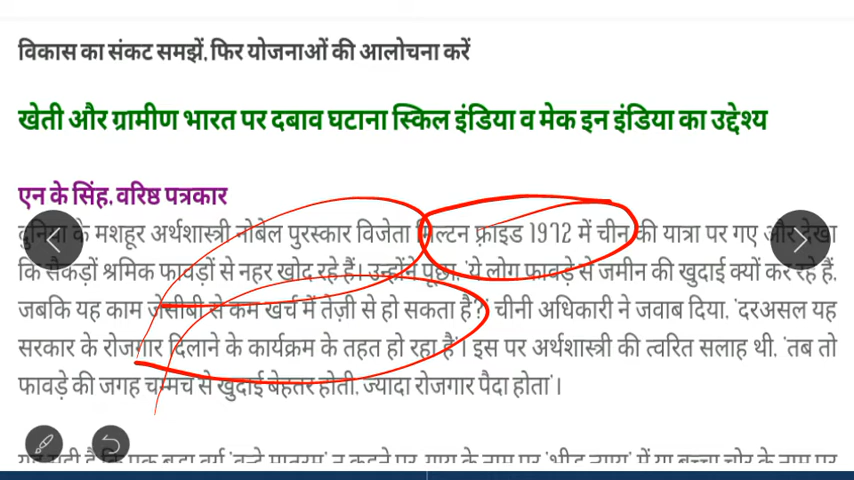 विकास का संकट समझें, फिर योजनाओं की आलोचना करें
खेती और ग्रामीण भारत पर दबाव घटाना स्किल इंडिया व मेक इन इंडिया का उद्देश्य
एन के सिंह, वरिष्ठ पत्रकार
दुनिया के मशहूर अर्थशास्त्री नोबेल पुरस्कार विजेता मिल्टन फ़्राइड 1972 में चीन की यात्रा पर गए और देखा
कि सैकड़ों श्रमिक फावड़ों से नहर खोद रहे हैं। उन्होंने पूछा, 'ये लोग फावड़े से जमीन की खुदाई क्यों कर रहे हैं,
जबकि यह काम जेसीबी से कम खर्च में तेज़ी से हो सकता है?' चीनी अधिकारी ने जवाब दिया, 'दरअसल यह
सरकार के रोजगार दिलाने के कार्यक्रम के तहत हो रहा है'। इस पर अर्थशास्त्री की त्वरित सलाह थी, 'तब तो
फावड़े की जगह चम्मच से खुदाई बेहतर होती, ज्यादा रोजगार पैदा होता'।